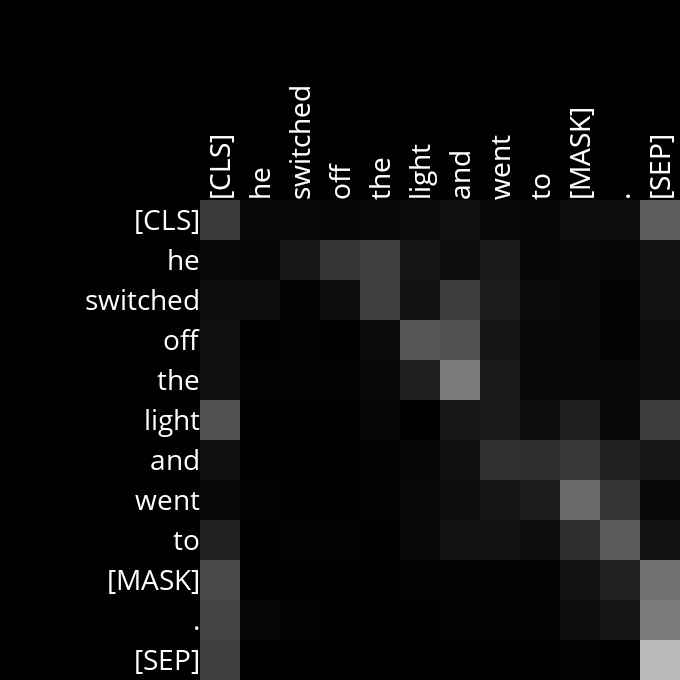 [CLS] he switched off the light and went to [MASK] . [SEP]
[CLS]
he
switched
off
the
light
and
went
to
[MASK]
.
[SEP]